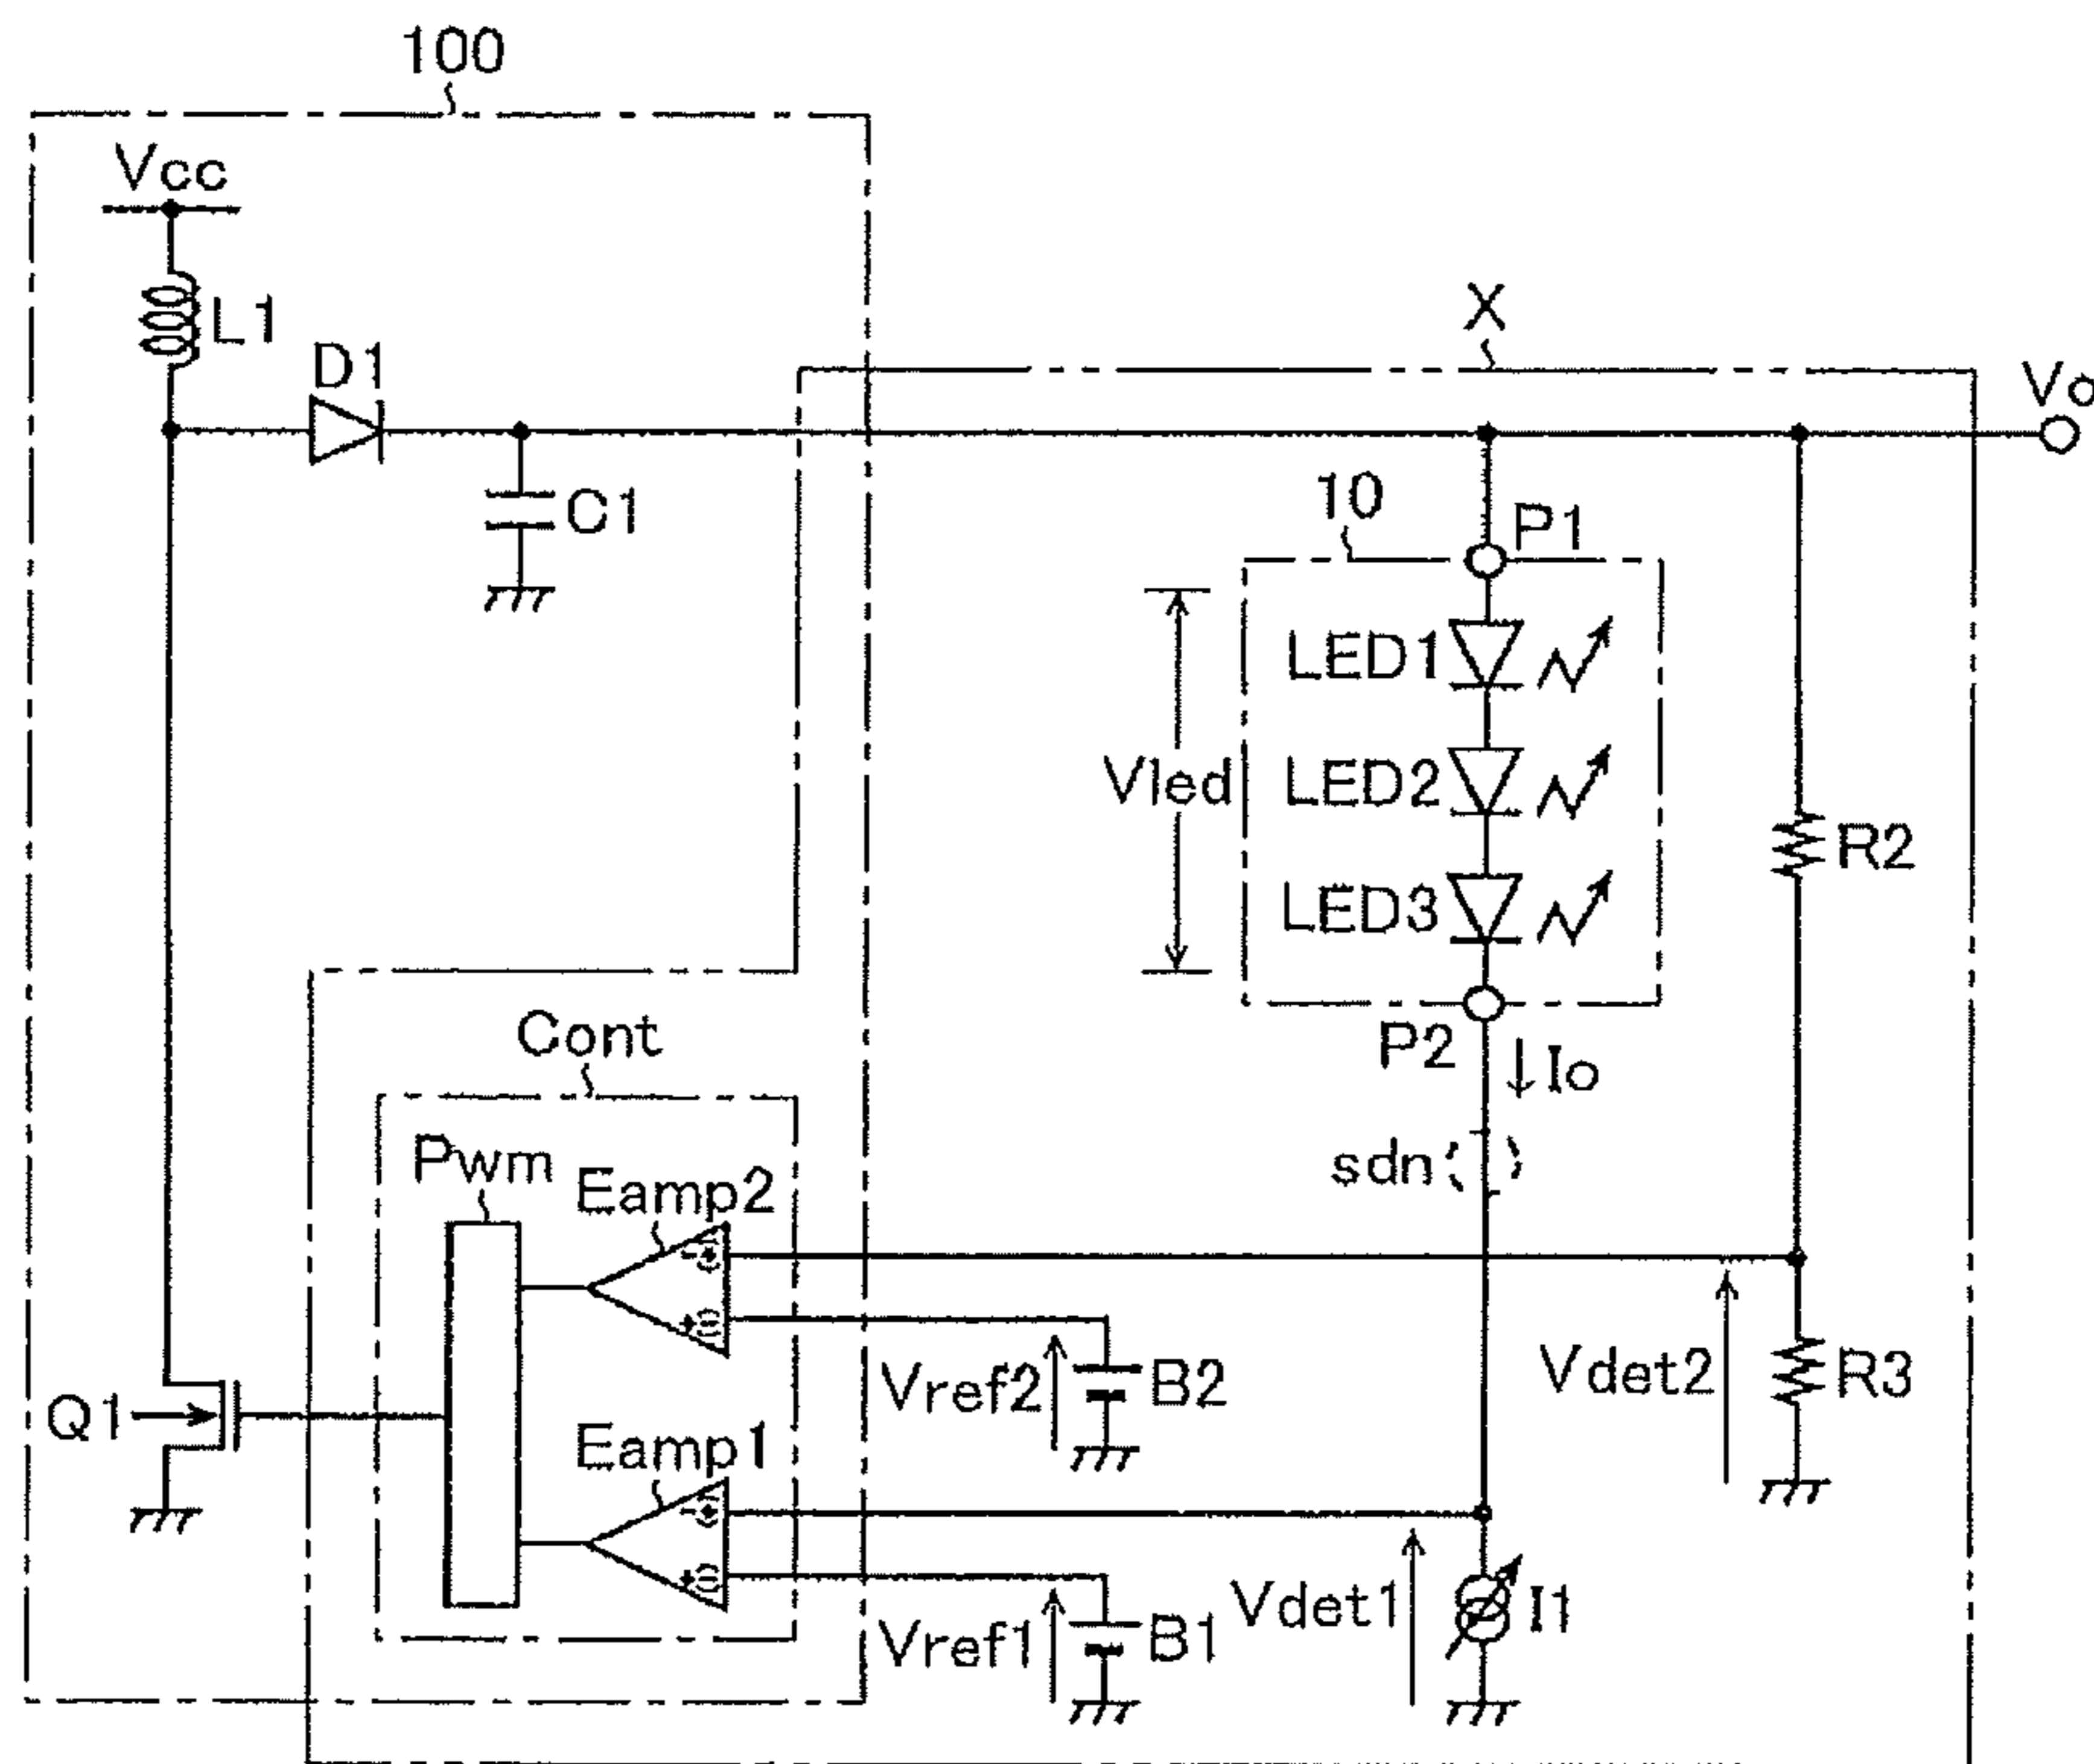 100
Vcc
L1
D1
C1
X
Vo
10
P1
LED1
LED2
LED3
Vled
R2
P2
Io
Cont
Pwm
Eamp2
sdn
Vref2
B2
Vdet2
R3
Q1
Eamp1
Vref1
B1
Vdet1
I1